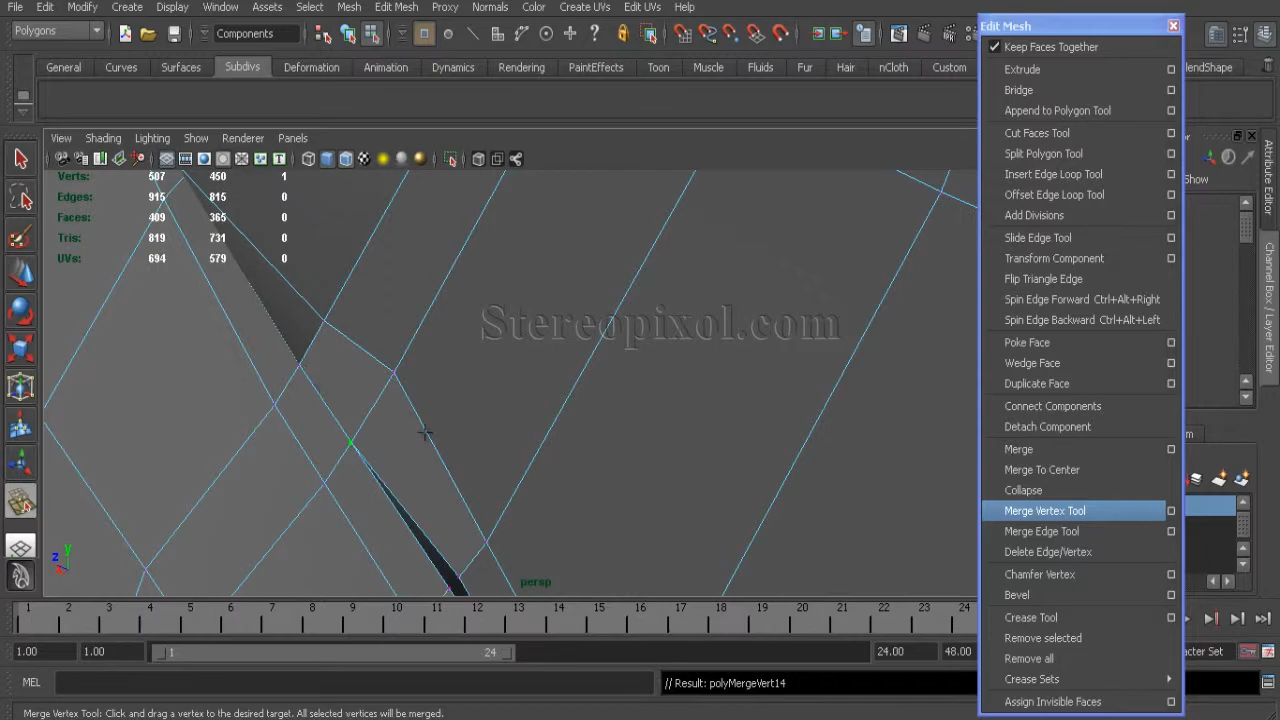 File Edit Modify Create Display Window Assets Select Mesh Edit Mesh Proxy Normals Color Create UVs Edit UVs Help
Polygons Components
General Curves Surfaces Subdivs Deformation Animation Dynamics Rendering PaintEffects Toon Muscle Fluids Fur Hair nCloth Custom lendShape
View Shading Lighting Show Renderer Panels
Verts: 507 450 1
Edges: 915 815 0
Faces: 409 365 0
Tris: 819 731 0
UVs: 694 579 0
Stereopixol.com
persp
y
z
x
Edit Mesh
Keep Faces Together
Extrude
Bridge
Append to Polygon Tool
Cut Faces Tool
Split Polygon Tool
Insert Edge Loop Tool
Offset Edge Loop Tool
Add Divisions
Slide Edge Tool
Transform Component
Flip Triangle Edge
Spin Edge Forward Ctrl+Alt+Right
Spin Edge Backward Ctrl+Alt+Left
Poke Face
Wedge Face
Duplicate Face
Connect Components
Detach Component
Merge
Merge To Center
Collapse
Merge Vertex Tool
Merge Edge Tool
Delete Edge/Vertex
Chamfer Vertex
Bevel
Crease Tool
Remove selected
Remove all
Crease Sets
Assign Invisible Faces
Show
Attribute Editor
Channel Box / Layer Editor
1 2 3 4 5 6 7 8 9 10 11 12 13 14 15 16 17 18 19 20 21 22 23 24
1.00 1.00 1 24 24.00 48.00 racter Set
MEL // Result: polyMergeVert14
Merge Vertex Tool: Click and drag a vertex to the desired target. All selected vertices will be merged.